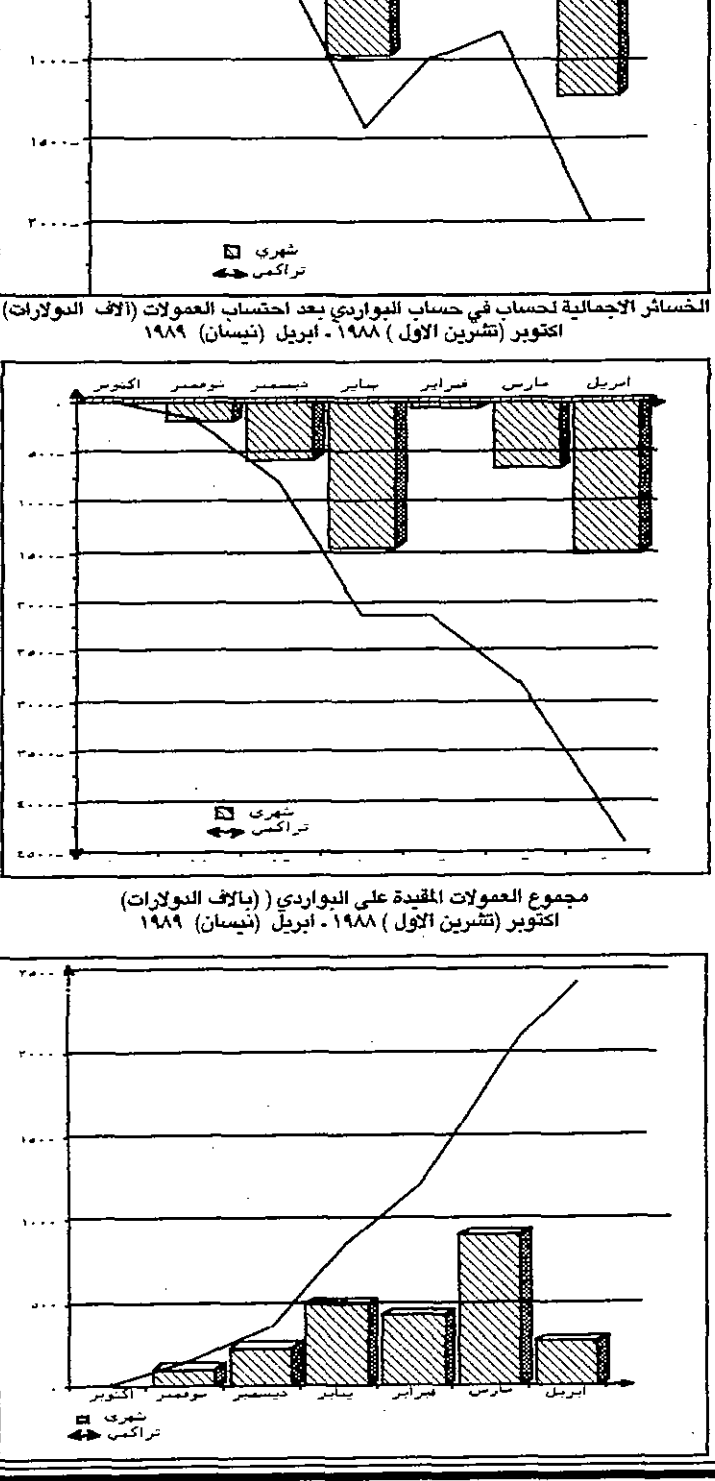 ١٠٠٠-
١٥٠٠-
٢٠٠٠-
شهري
تراكمي
الخسائر الاجمالية لحساب في حساب البواردي بعد احتساب العمولات (آلاف الدولارات)
اكتوبر (تشرين الاول ) ١٩٨٨ - ابريل (نيسان) ١٩٨٩
اكتوبر نوفمبر ديسمبر يناير فبراير مارس ابريل
٠
٥٠٠-
١٠٠٠-
١٥٠٠-
٢٠٠٠-
٢٥٠٠-
٣٠٠٠-
٣٥٠٠-
٤٠٠٠-
٤٥٠٠-
شهري
تراكمي
مجموع العمولات المقيدة على البواردي ( (بالاف الدولارات)
اكتوبر (تشرين الاول ) ١٩٨٨ - ابريل (نيسان) ١٩٨٩
٢٥٠٠
٢٠٠٠
١٥٠٠
١٠٠٠
٥٠٠
٠
اكتوبر نوفمبر ديسمبر يناير فبراير مارس ابريل
شهري
تراكمي